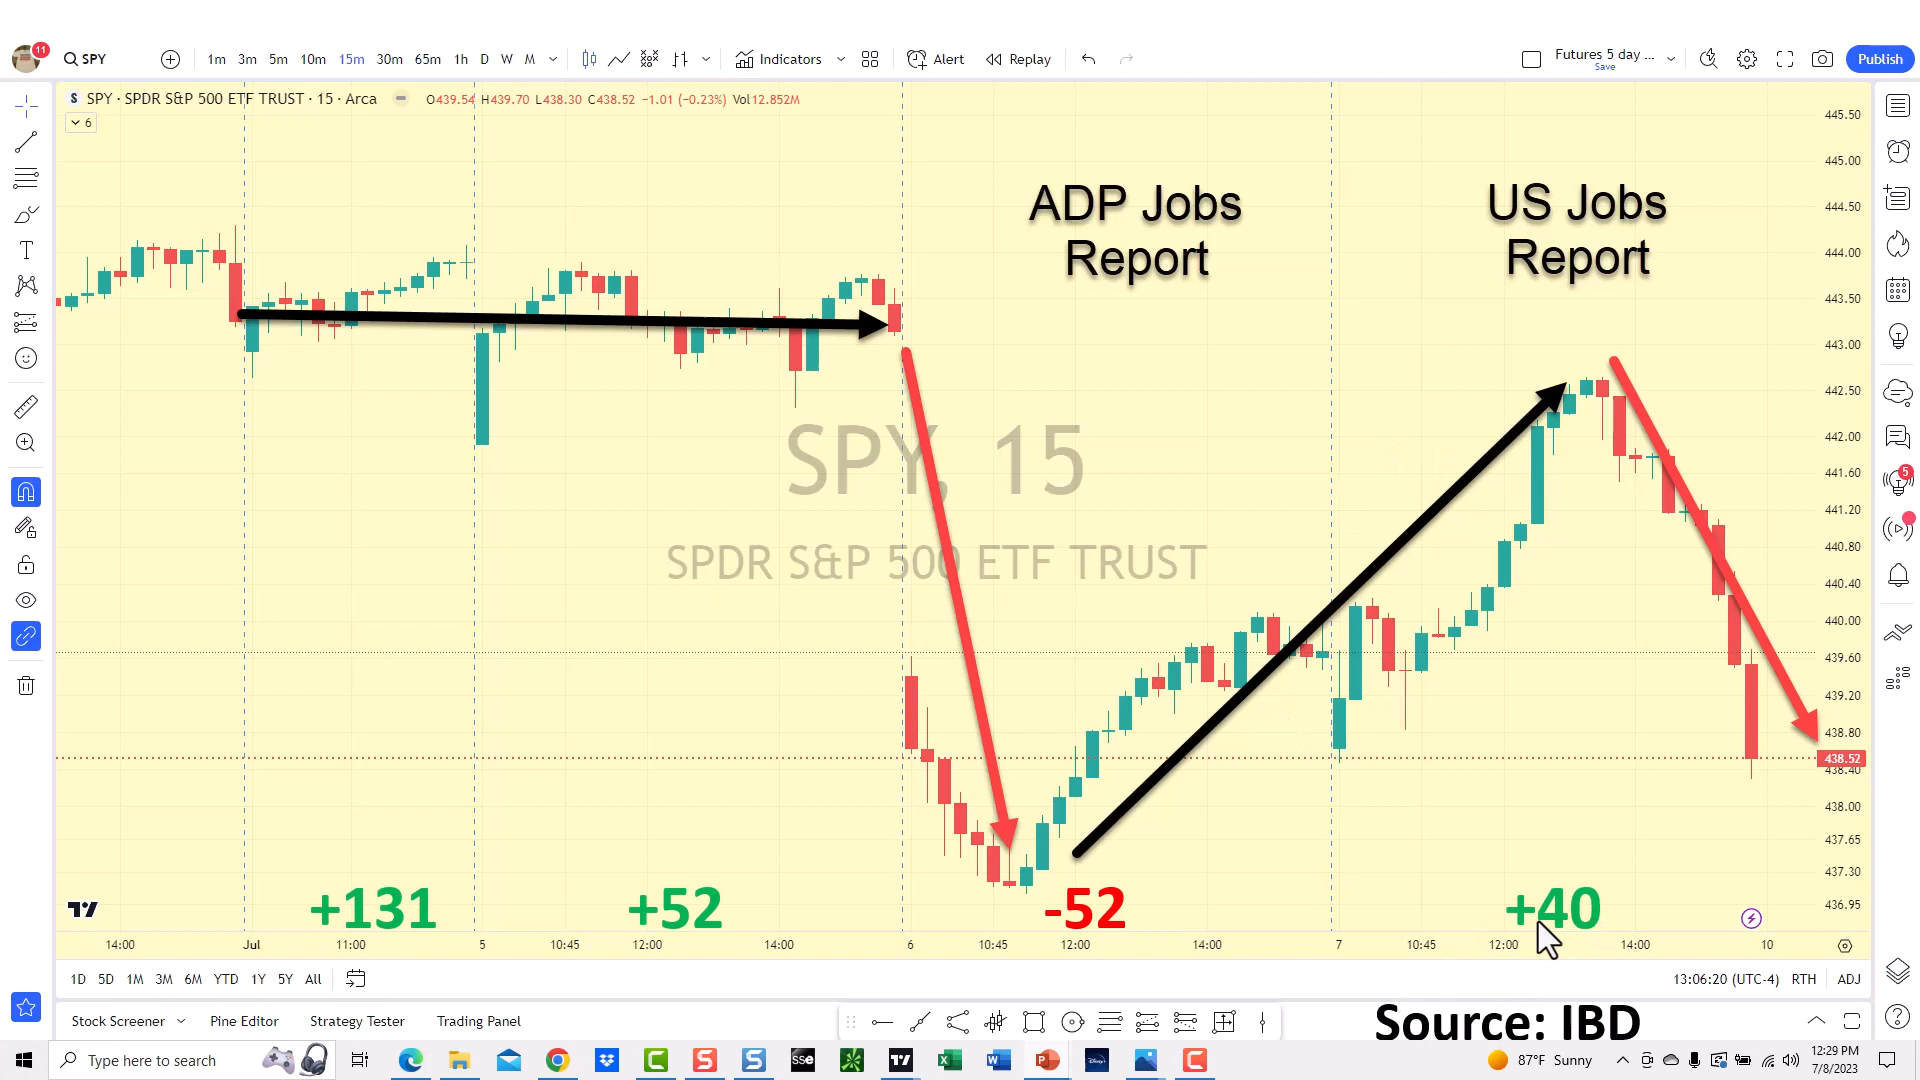 11
SPY
1m 3m 5m 10m 15m 30m 65m 1h D W M
Indicators
Alert
Replay
Futures 5 day ...
Save
Publish
S SPY · SPDR S&P 500 ETF TRUST · 15 · Arca O439.54 H439.70 L438.30 C438.52 −1.01 (−0.23%) Vol12.852M
6
ADP Jobs
Report
US Jobs
Report
SPY, 15
SPDR S&P 500 ETF TRUST
445.50
445.00
444.50
444.00
443.50
443.00
442.50
442.00
441.60
441.20
440.80
440.40
440.00
439.60
439.20
438.80
438.52
438.40
438.00
437.65
437.30
436.95
5
+131 +52 -52 +40
14:00 Jul 11:00 5 10:45 12:00 14:00 6 10:45 12:00 14:00 7 10:45 12:00 14:00 10
1D 5D 1M 3M 6M YTD 1Y 5Y All
13:06:20 (UTC-4) RTH ADJ
Stock Screener Pine Editor Strategy Tester Trading Panel
Source: IBD
Type here to search
SSE
87°F Sunny
12:29 PM
7/8/2023